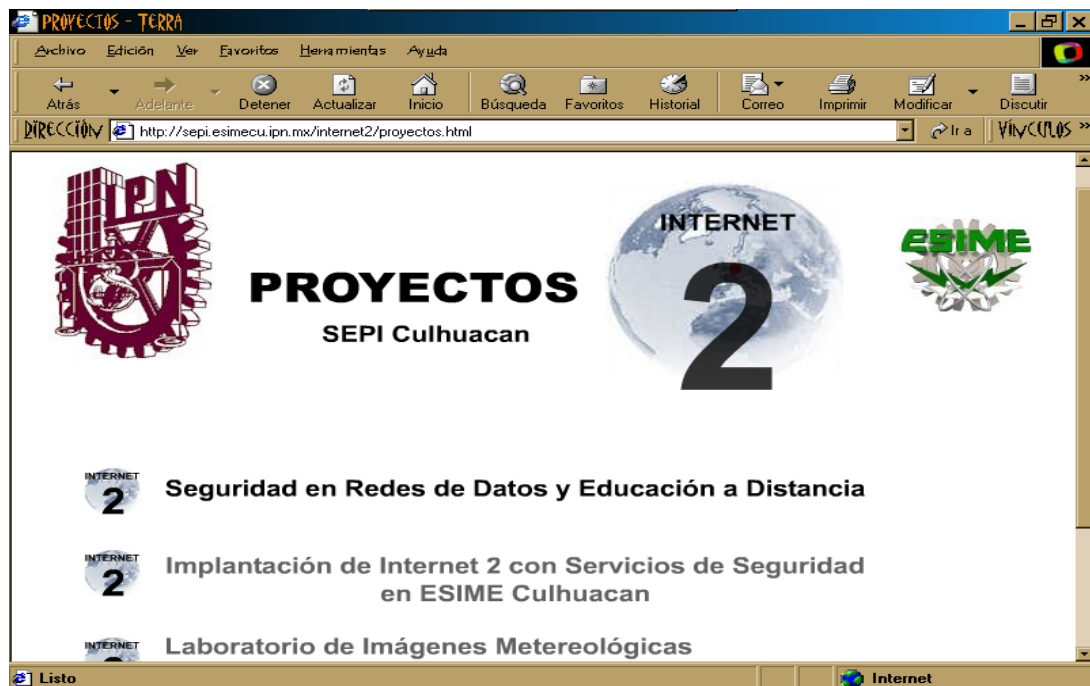 PROYECTOS - TERRA
Archivo Edición Ver Favoritos Herramientas Ayuda
Atrás Adelante Detener Actualizar Inicio Búsqueda Favoritos Historial Correo Imprimir Modificar Discutir
DIRECCIÓN http://sepi.esimecu.ipn.mx/internet2/proyectos.html Ir a VÍNCULOS
IPN
INTERNET
2
ESIME
PROYECTOS
SEPI Culhuacan
INTERNET
2
Seguridad en Redes de Datos y Educación a Distancia
INTERNET
2
Implantación de Internet 2 con Servicios de Seguridad
en ESIME Culhuacan
INTERNET
Laboratorio de Imágenes Metereológicas
Listo Internet